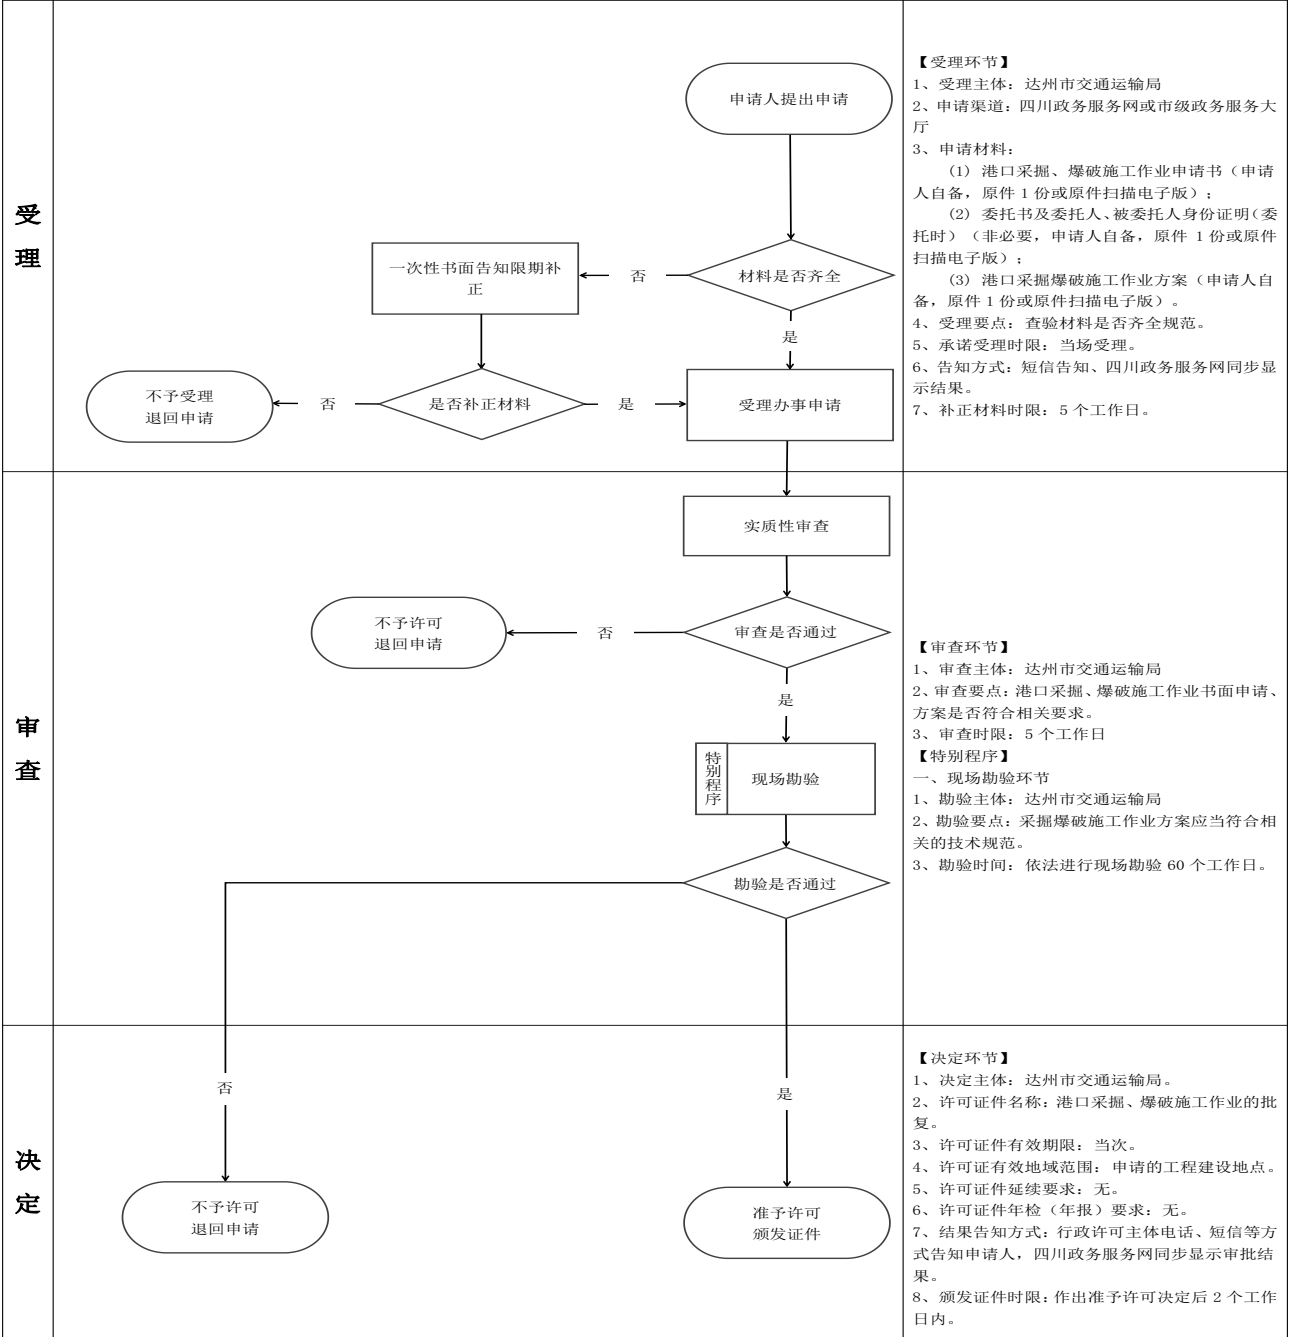 受
理
申请人提出申请
材料是否齐全
否
一次性书面告知限期补
正
是
是否补正材料
否
不予受理
退回申请
是
受理办事申请
【受理环节】
1、受理主体：达州市交通运输局
2、申请渠道：四川政务服务网或市级政务服务大
厅
3、申请材料：
（1）港口采掘、爆破施工作业申请书（申请
人自备，原件 1 份或原件扫描电子版）；
（2）委托书及委托人、被委托人身份证明（委
托时）（非必要，申请人自备，原件 1 份或原件
扫描电子版）；
（3）港口采掘爆破施工作业方案（申请人自
备，原件 1 份或原件扫描电子版）。
4、受理要点：查验材料是否齐全规范。
5、承诺受理时限：当场受理。
6、告知方式：短信告知、四川政务服务网同步显
示结果。
7、补正材料时限：5 个工作日。
审
查
实质性审查
审查是否通过
否
不予许可
退回申请
是
特别程序
现场勘验
勘验是否通过
【审查环节】
1、审查主体：达州市交通运输局
2、审查要点：港口采掘、爆破施工作业书面申请、
方案是否符合相关要求。
3、审查时限：5 个工作日
【特别程序】
一、现场勘验环节
1、勘验主体：达州市交通运输局
2、勘验要点：采掘爆破施工作业方案应当符合相
关的技术规范。
3、勘验时间：依法进行现场勘验 60 个工作日。
决
定
否
是
不予许可
退回申请
准予许可
颁发证件
【决定环节】
1、决定主体：达州市交通运输局。
2、许可证件名称：港口采掘、爆破施工作业的批
复。
3、许可证件有效期限：当次。
4、许可证有效地域范围：申请的工程建设地点。
5、许可证件延续要求：无。
6、许可证件年检（年报）要求：无。
7、结果告知方式：行政许可主体电话、短信等方
式告知申请人，四川政务服务网同步显示审批结
果。
8、颁发证件时限：作出准予许可决定后 2 个工作
日内。